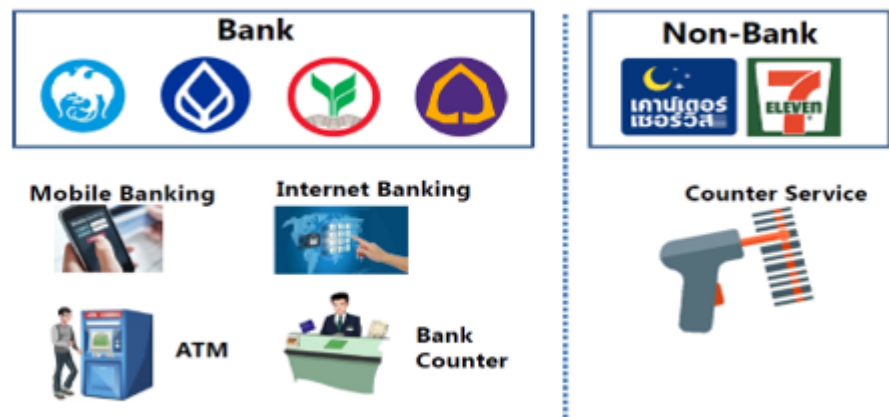 Bank
Non-Bank
เคาน์เตอร์
เซอร์วิส
7
ELEVEN
Mobile Banking
Internet Banking
Counter Service
ATM
Bank
Counter